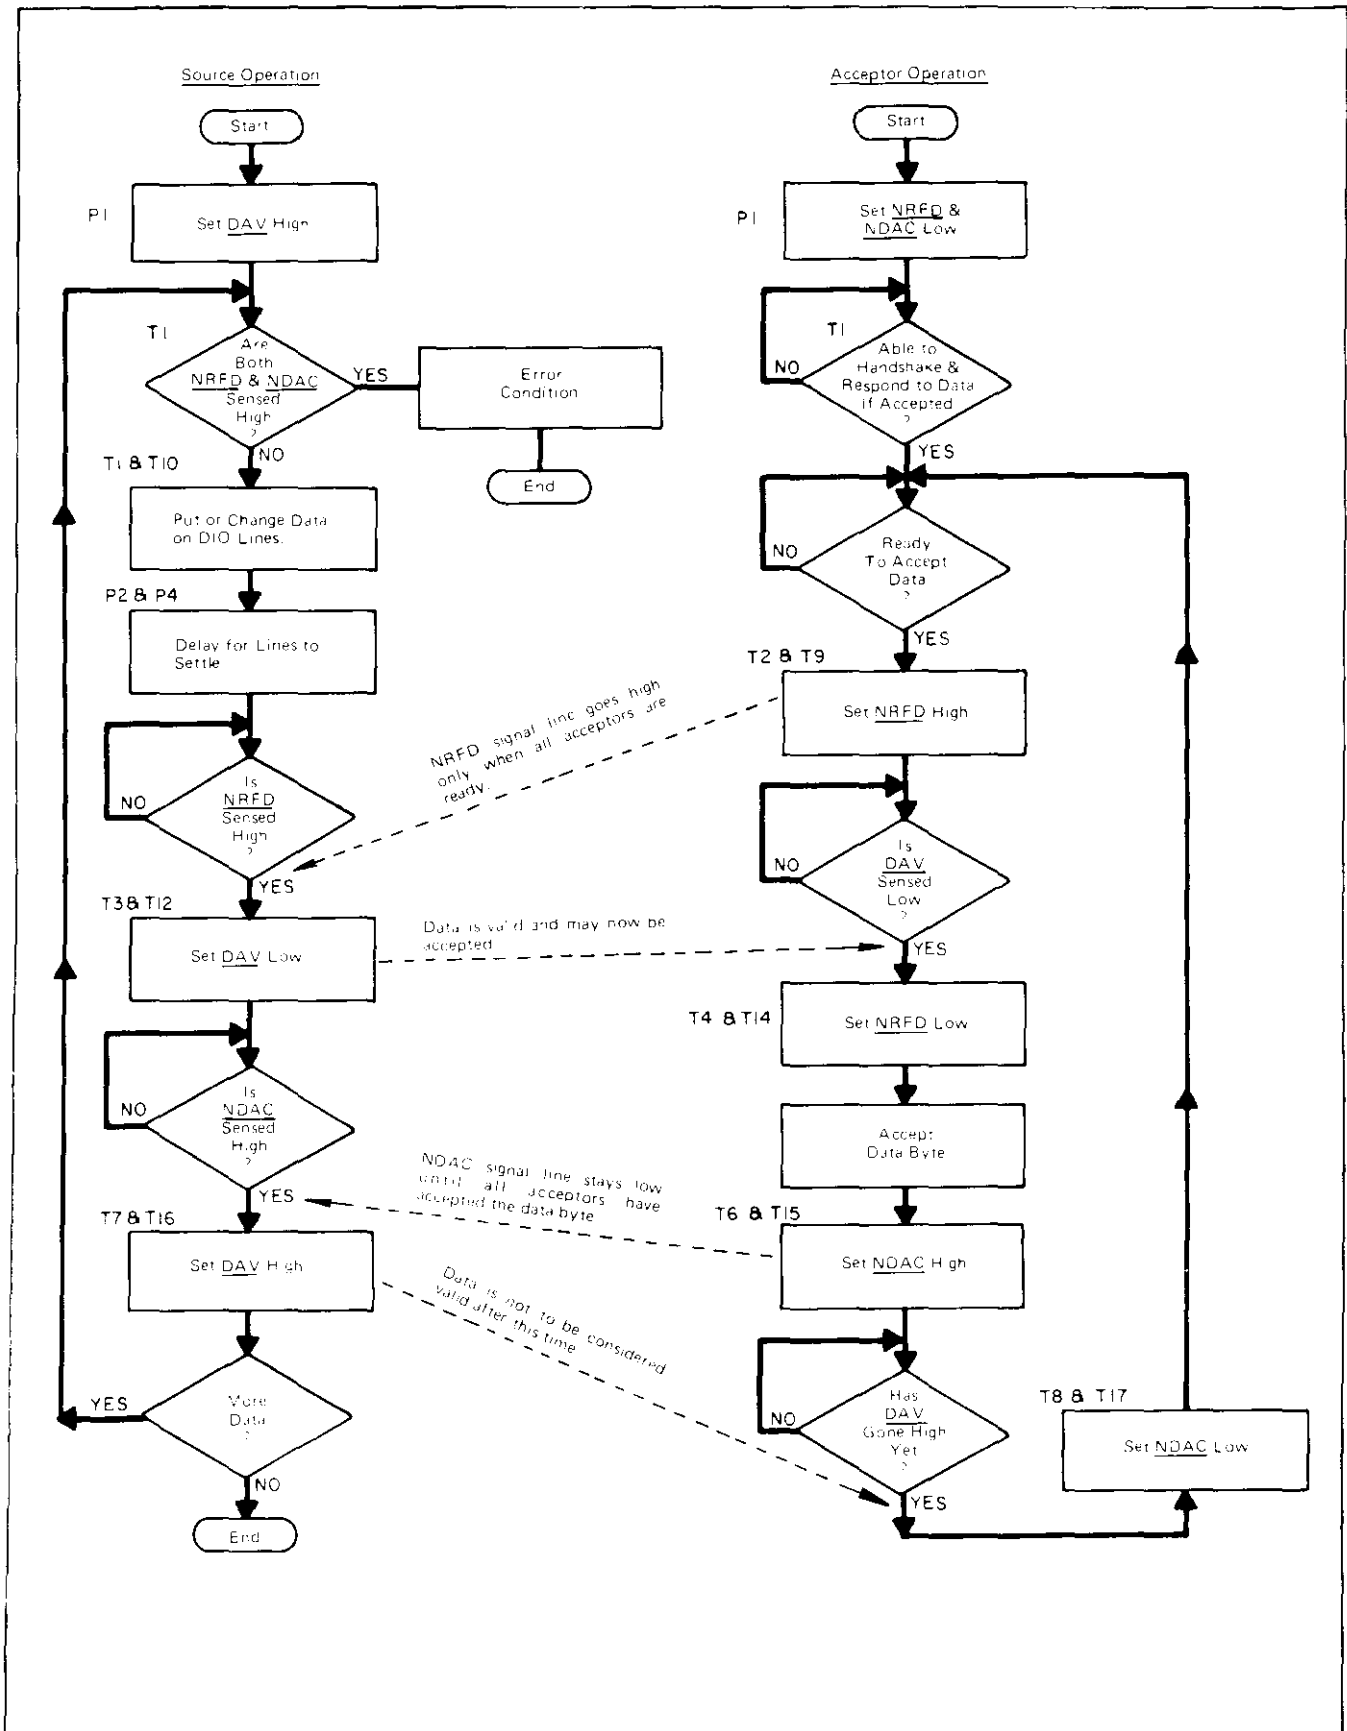 Source Operation
Start
P1
Set DAV High
T1
Are
Both
NRFD & NDAC
Sensed
High
?
YES
Error
Condition
End
NO
T1 & T10
Put or Change Data
on DIO Lines.
P2 & P4
Delay for Lines to
Settle
Is
NRFD
Sensed
High
?
NO
YES
T3 & T12
Set DAV Low
Is
NDAC
Sensed
High
?
NO
YES
T7 & T16
Set DAV High
More
Data
?
YES
NO
End
NRFD signal line goes high
only when all acceptors are
ready.
Data is valid and may now be
accepted
NDAC signal line stays low
until all acceptors have
accepted the data byte
Data is not to be considered
valid after this time
Acceptor Operation
Start
P1
Set NRFD &
NDAC Low
T1
Able to
Handshake &
Respond to Data
if Accepted
?
NO
YES
Ready
To Accept
Data
?
NO
YES
T2 & T9
Set NRFD High
Is
DAV
Sensed
Low
?
NO
YES
T4 & T14
Set NRFD Low
Accept
Data Byte
T6 & T15
Set NDAC High
Has
DAV
Gone High
Yet
?
NO
YES
T8 & T17
Set NDAC Low